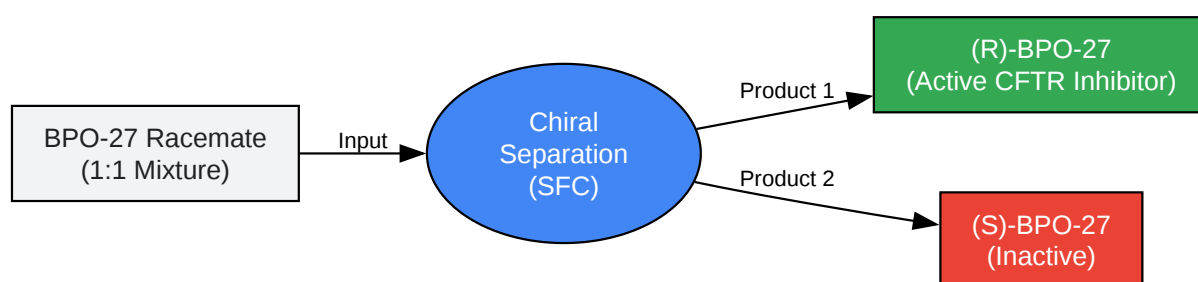 BPO-27 Racemate
(1:1 Mixture)
Input
Chiral
Separation
(SFC)
Product 1
(R)-BPO-27
(Active CFTR Inhibitor)
Product 2
(S)-BPO-27
(Inactive)